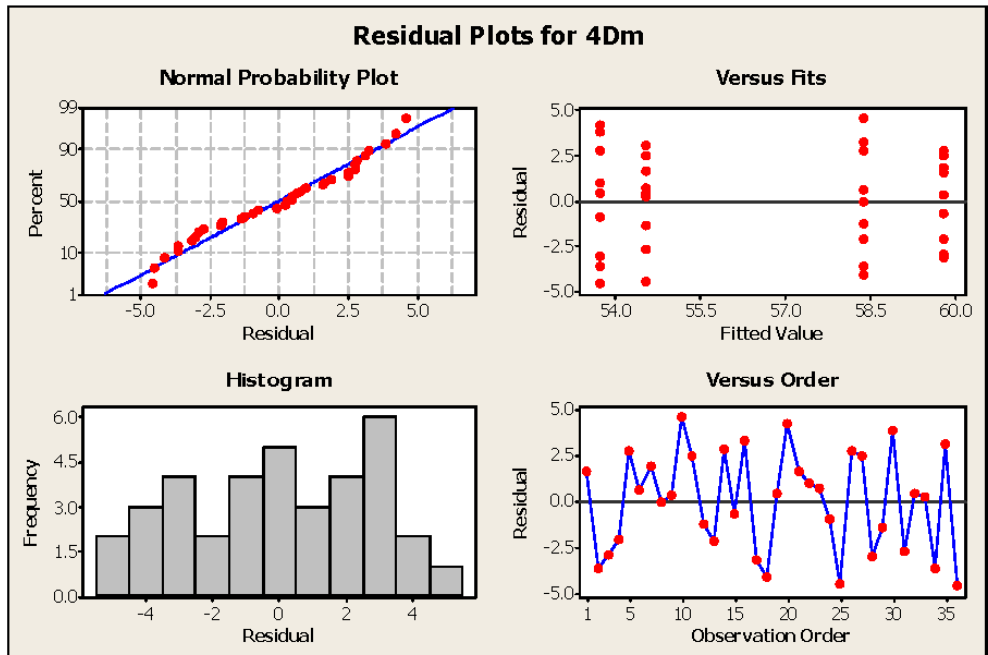 Residual Plots for 4Dm
Normal Probability Plot
99
90
50
10
1
Percent
-5.0 -2.5 0.0 2.5 5.0
Residual
Versus Fits
5.0
2.5
0.0
-2.5
-5.0
Residual
54.0 55.5 57.0 58.5 60.0
Fitted Value
Histogram
6.0
4.5
3.0
1.5
0.0
Frequency
-4 -2 0 2 4
Residual
Versus Order
5.0
2.5
0.0
-2.5
-5.0
Residual
1 5 10 15 20 25 30 35
Observation Order